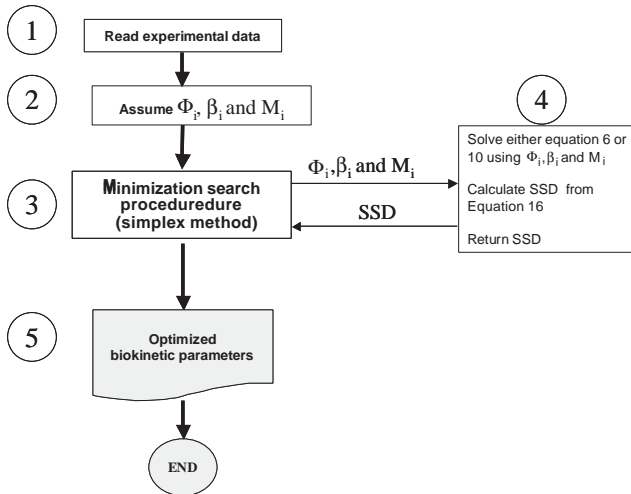 1
Read experimental data
2
Assume Φi, βi and Mi
3
Minimization search
proceduredure
(simplex method)
Φi,βi and Mi
SSD
4
Solve either equation 6 or
10 using Φi,βi and Mi
Calculate SSD from
Equation 16
Return SSD
5
Optimized
biokinetic parameters
END